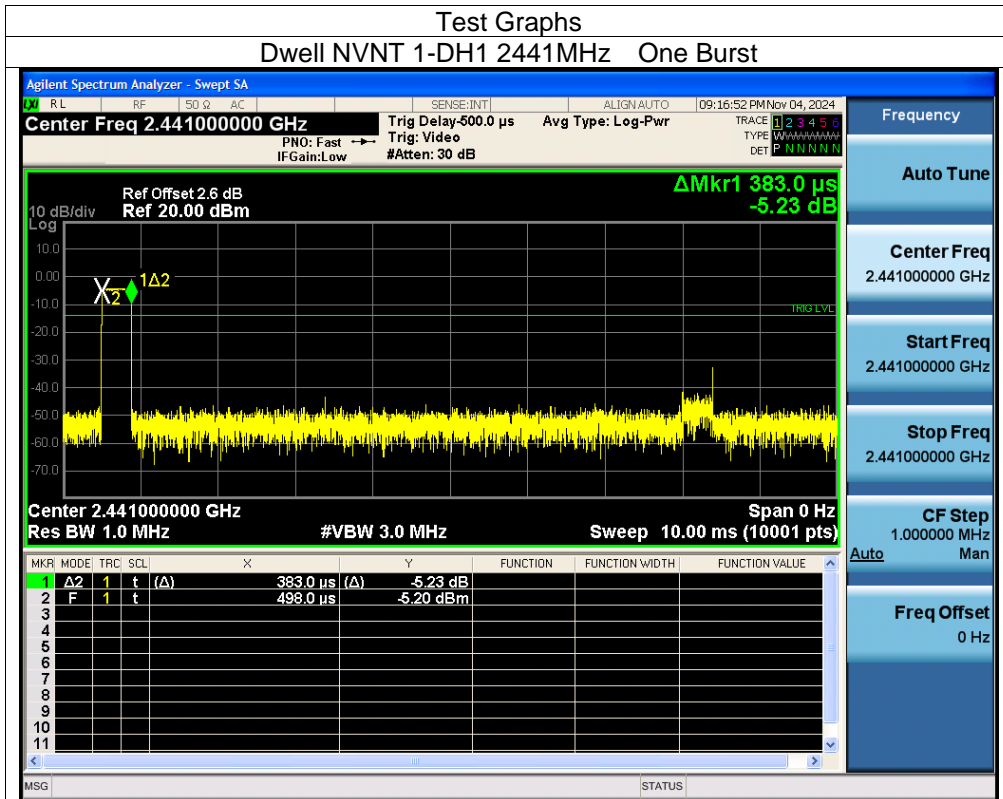 Test Graphs
Dwell NVNT 1-DH1 2441MHz One Burst
Agilent Spectrum Analyzer - Swept SA
LXI RL RF 50 Ω AC SENSE:INT ALIGN AUTO 09:16:52 PM Nov 04, 2024
Center Freq 2.441000000 GHz
PNO: Fast
IFGain:Low
Trig Delay-500.0 µs
Trig: Video
#Atten: 30 dB
Avg Type: Log-Pwr
TRACE 1 2 3 4 5 6
TYPE WWWWWW
DET P N N N N N
ΔMkr1 383.0 µs
-5.23 dB
Ref Offset 2.6 dB
10 dB/div Ref 20.00 dBm
Log
10.0
0.00
-10.0
-20.0
-30.0
-40.0
-50.0
-60.0
-70.0
1Δ2
2
TRIG LVL
Center 2.441000000 GHz Span 0 Hz
Res BW 1.0 MHz #VBW 3.0 MHz Sweep 10.00 ms (10001 pts)
MKR MODE TRC SCL X Y FUNCTION FUNCTION WIDTH FUNCTION VALUE
1 Δ2 1 t (Δ) 383.0 µs (Δ) -5.23 dB
2 F 1 t 498.0 µs -5.20 dBm
3
4
5
6
7
8
9
10
11
MSG STATUS
Frequency
Auto Tune
Center Freq
2.441000000 GHz
Start Freq
2.441000000 GHz
Stop Freq
2.441000000 GHz
CF Step
1.000000 MHz
Auto Man
Freq Offset
0 Hz